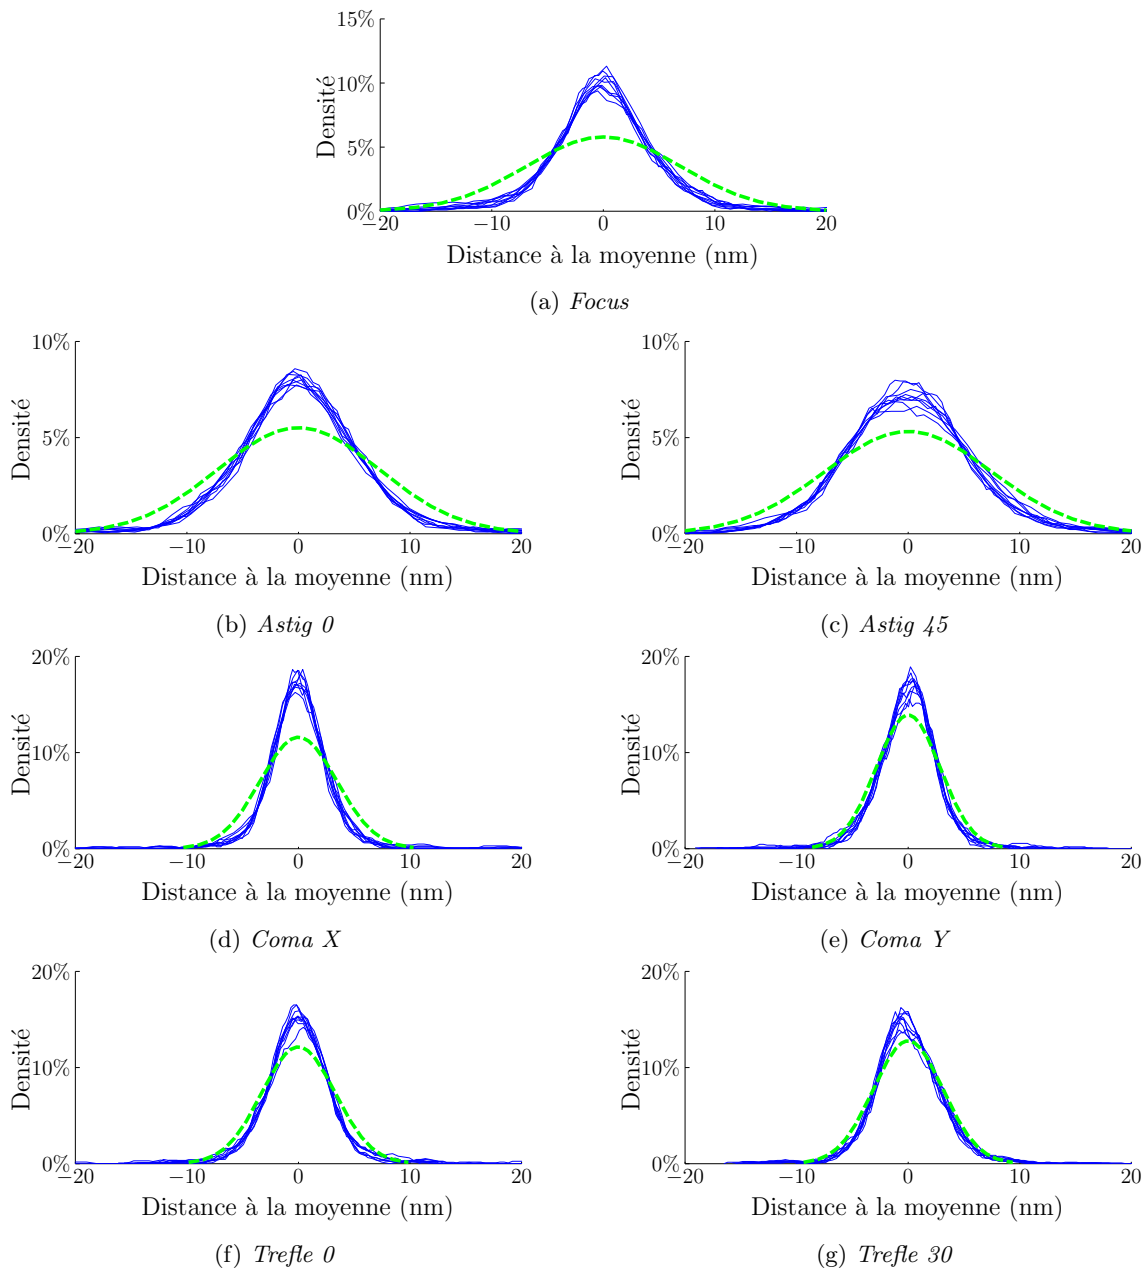 15%
10%
5%
0%
Densité
−20 −10 0 10 20
Distance à la moyenne (nm)
(a) Focus
10%
5%
0%
Densité
−20 −10 0 10 20
Distance à la moyenne (nm)
(b) Astig 0
10%
5%
0%
Densité
−20 −10 0 10 20
Distance à la moyenne (nm)
(c) Astig 45
20%
10%
0%
Densité
−20 −10 0 10 20
Distance à la moyenne (nm)
(d) Coma X
20%
10%
0%
Densité
−20 −10 0 10 20
Distance à la moyenne (nm)
(e) Coma Y
20%
10%
0%
Densité
−20 −10 0 10 20
Distance à la moyenne (nm)
(f) Trefle 0
20%
10%
0%
Densité
−20 −10 0 10 20
Distance à la moyenne (nm)
(g) Trefle 30